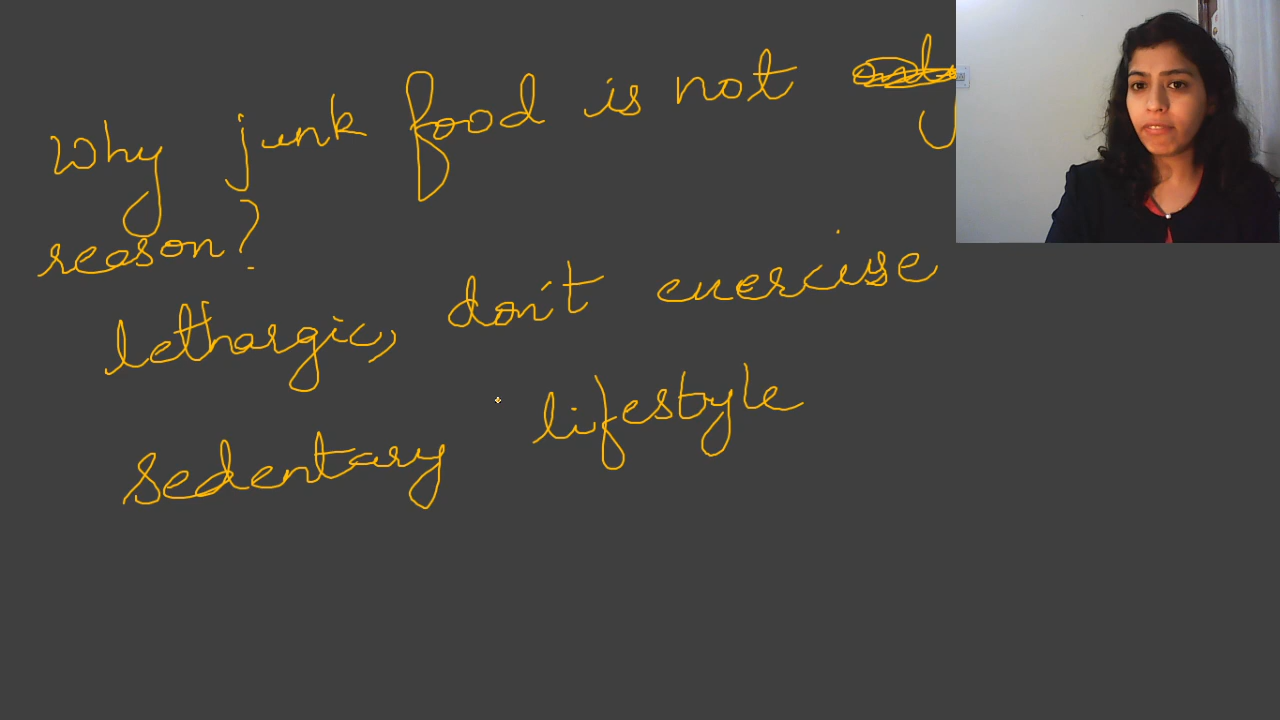 Why junk food is not
reason?
lethargic, don't exercise
sedentary lifestyle